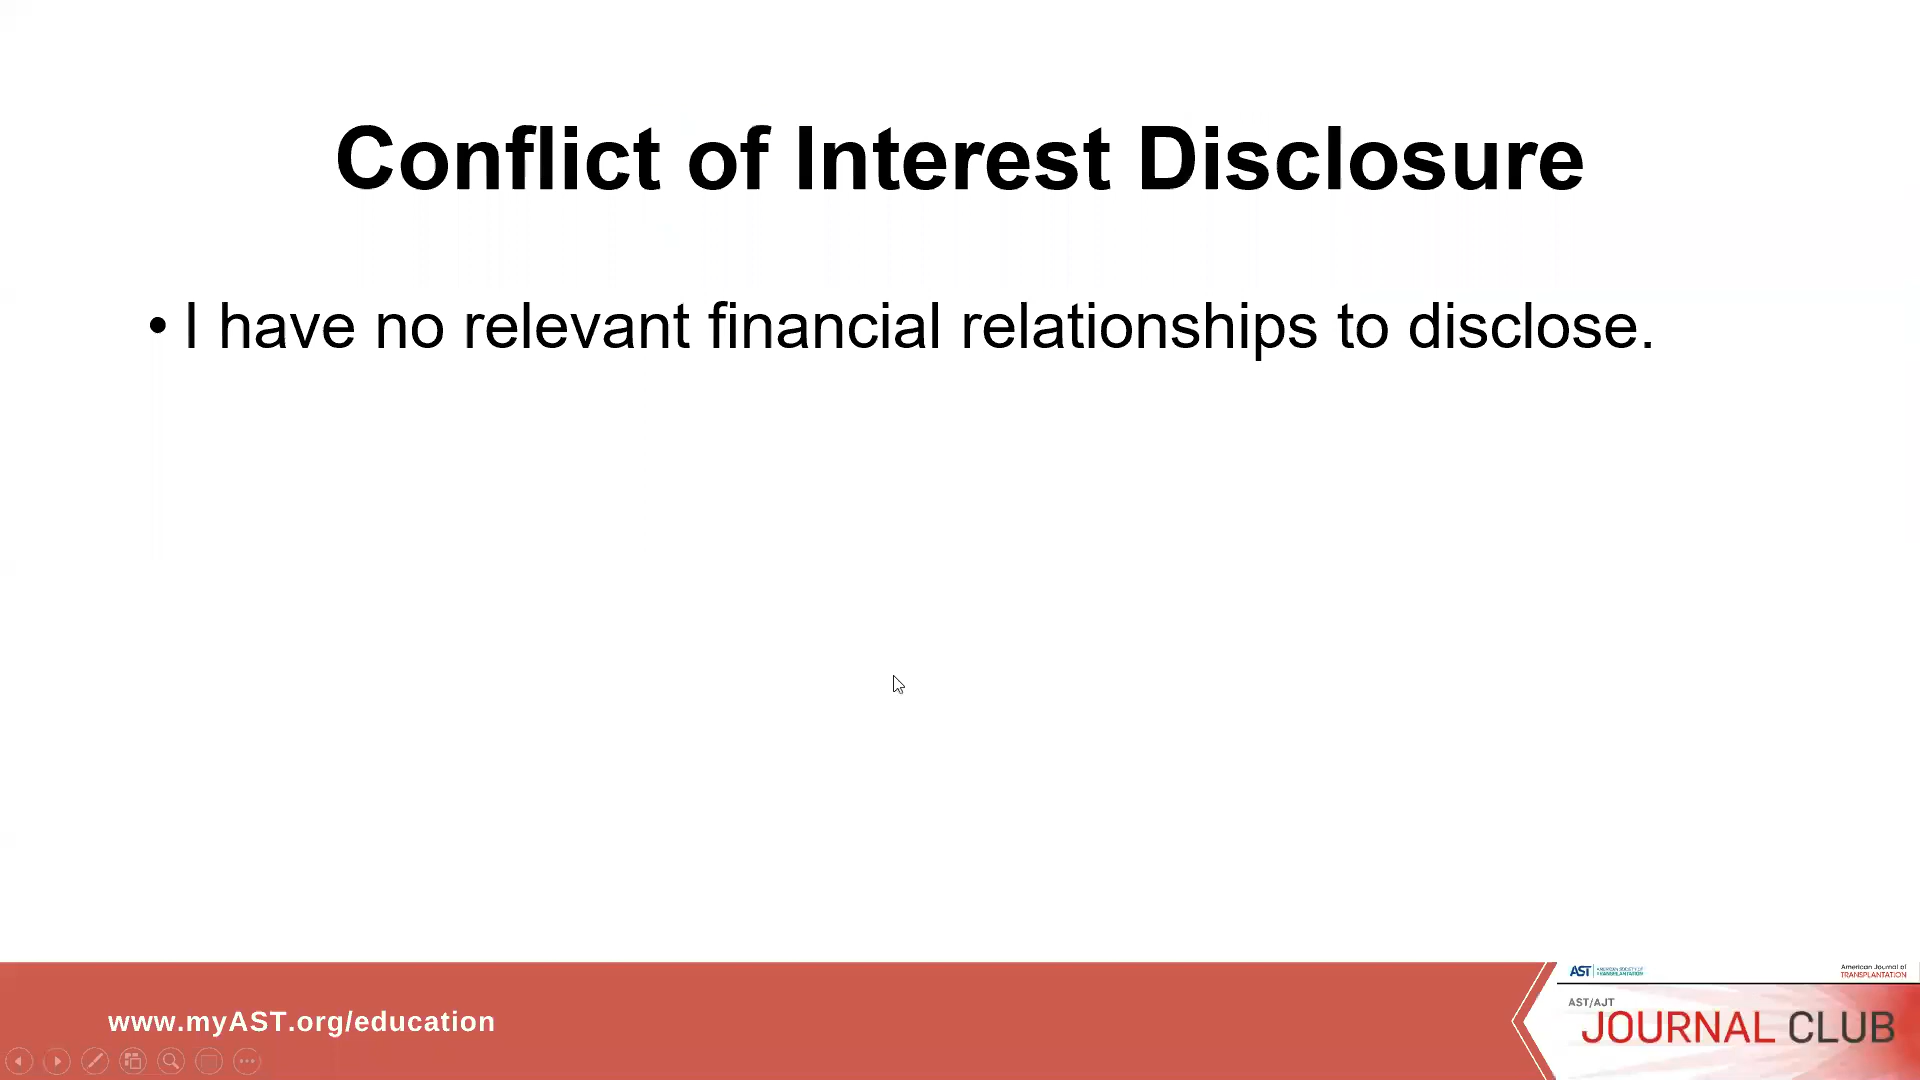 Conflict of Interest Disclosure
• I have no relevant financial relationships to disclose.
www.myAST.org/education
AST AMERICAN SOCIETY OF TRANSPLANTATION
American Journal of
TRANSPLANTATION
AST/AJT
JOURNAL CLUB